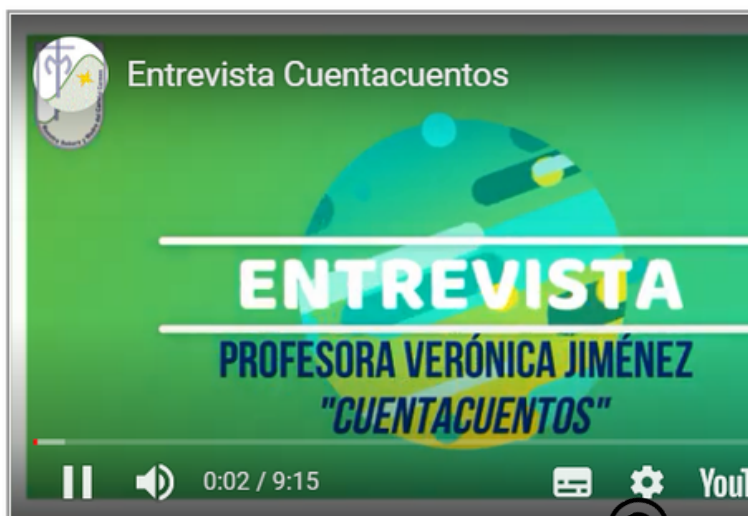 Entrevista Cuentacuentos
ENTREVISTA
PROFESORA VERÓNICA JIMÉNEZ
"CUENTACUENTOS"
0:02 / 9:15